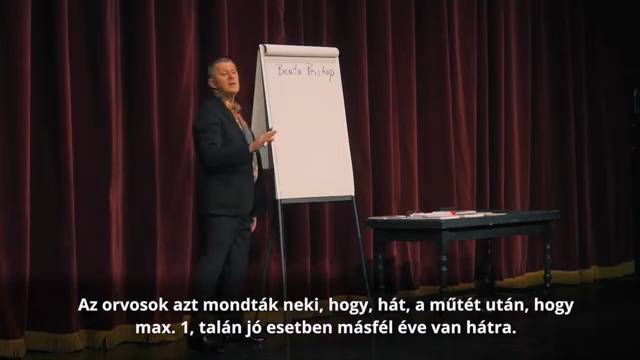 Beata Bishop
Az orvosok azt mondták neki, hogy, hát, a műtét után, hogy
max. 1, talán jó esetben másfél éve van hátra.